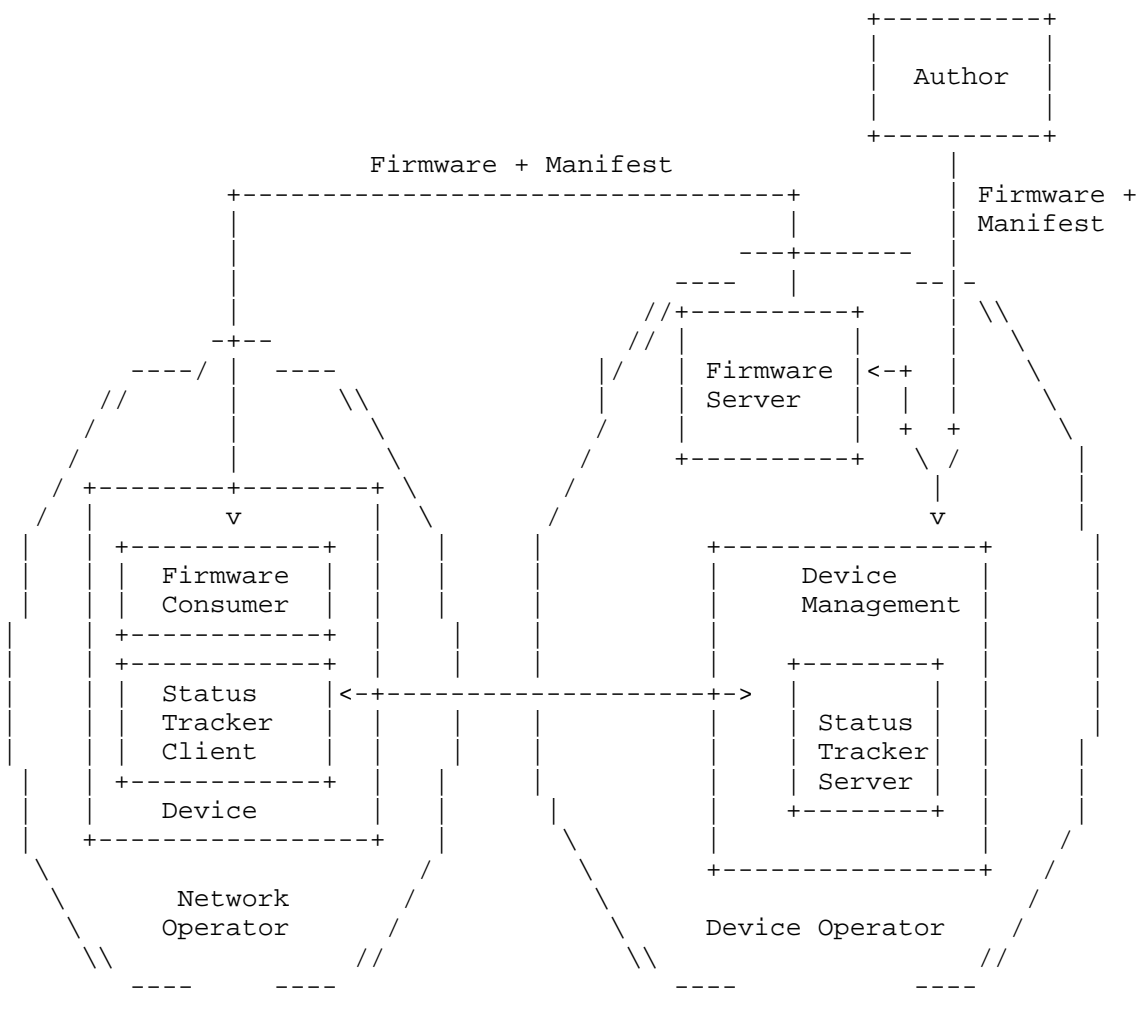 Author
Firmware + Manifest
Firmware +
Manifest
Firmware
Server
Firmware
Consumer
Device
Management
Status
Tracker
Client
Status
Tracker
Server
Device
Network
Operator
Device Operator